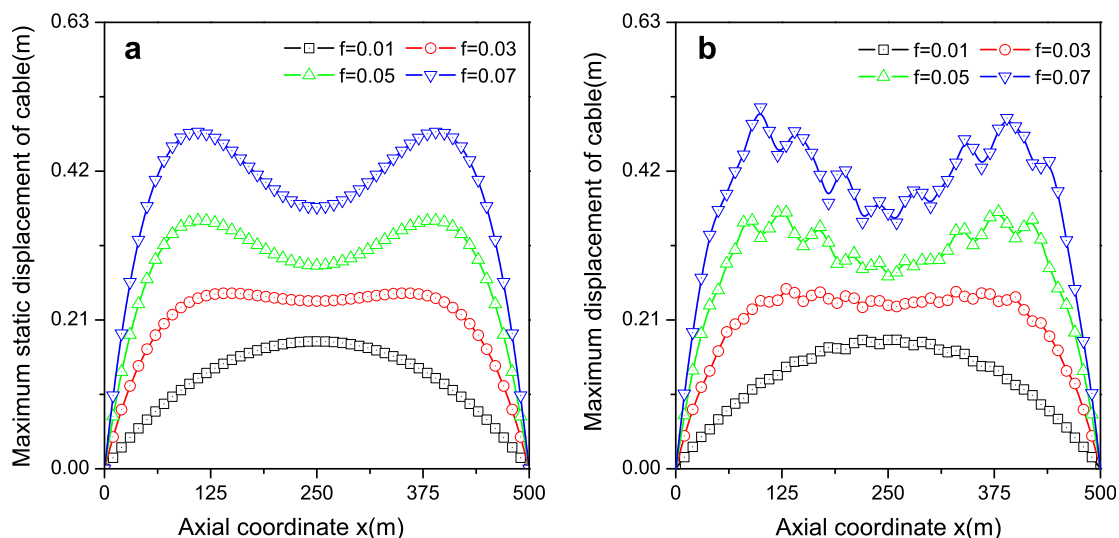 Maximum static displacement of cable(m)
0.63
0.42
0.21
0.00
a
f=0.01 f=0.03
f=0.05 f=0.07
0 125 250 375 500
Axial coordinate x(m)
Maximum displacement of cable(m)
0.63
0.42
0.21
0.00
b
f=0.01 f=0.03
f=0.05 f=0.07
0 125 250 375 500
Axial coordinate x(m)